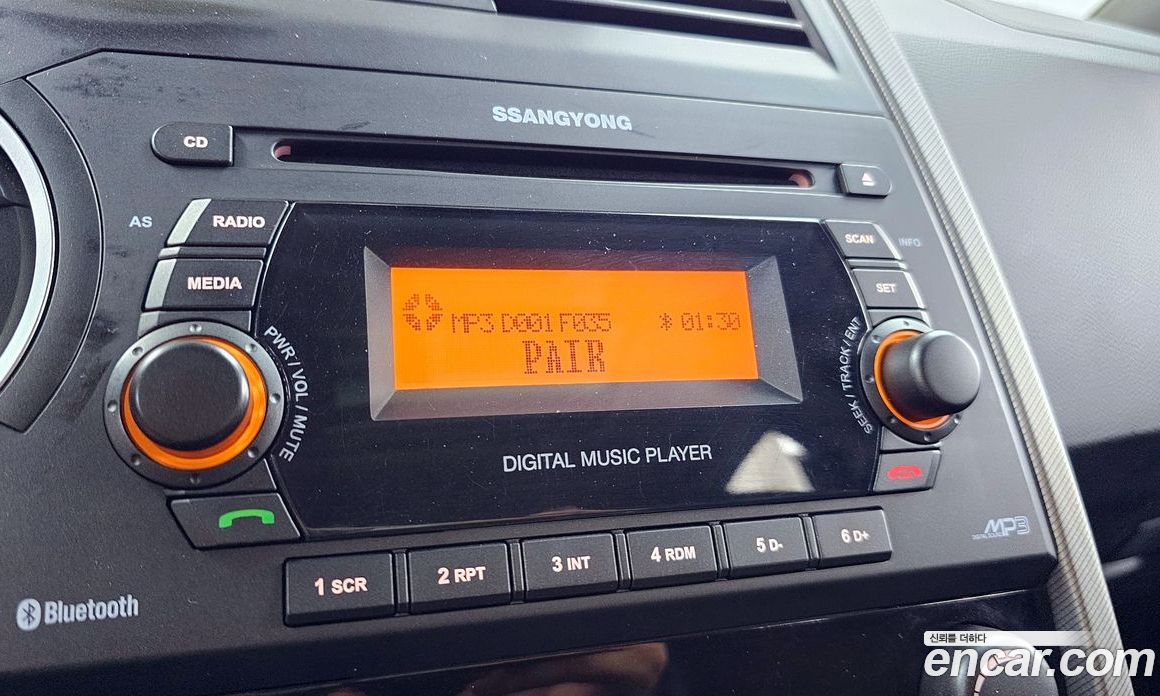 SSANGYONG
CD
AS
RADIO
SCAN
INFO
MEDIA
SET
MP3 D001 F035 01:30
PAIR
PWR / VOL / MUTE
SEEK / TRACK / ENT
DIGITAL MUSIC PLAYER
1 SCR
2 RPT
3 INT
4 RDM
5 D-
6 D+
MP3
DIGITAL SOUND
Bluetooth
신뢰를 더하다
encar.com